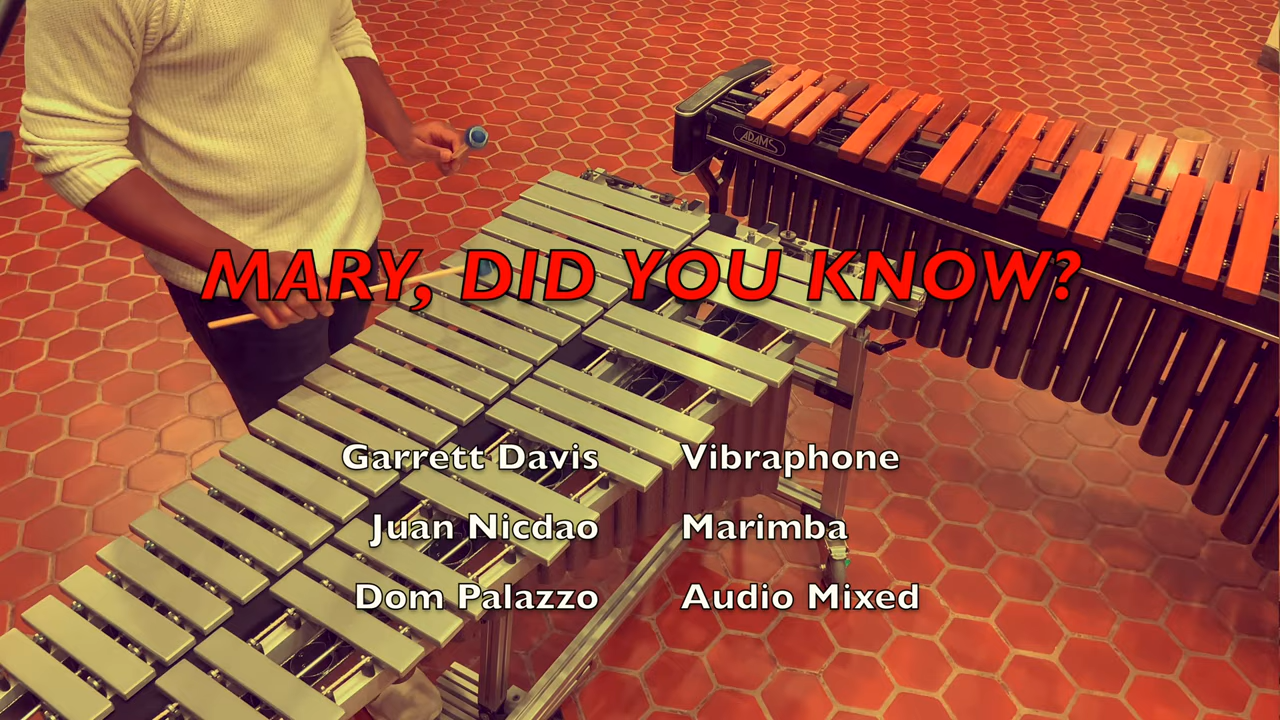 ADAMS
MARY, DID YOU KNOW?
Garrett Davis Vibraphone
Juan Nicdao Marimba
Dom Palazzo Audio Mixed